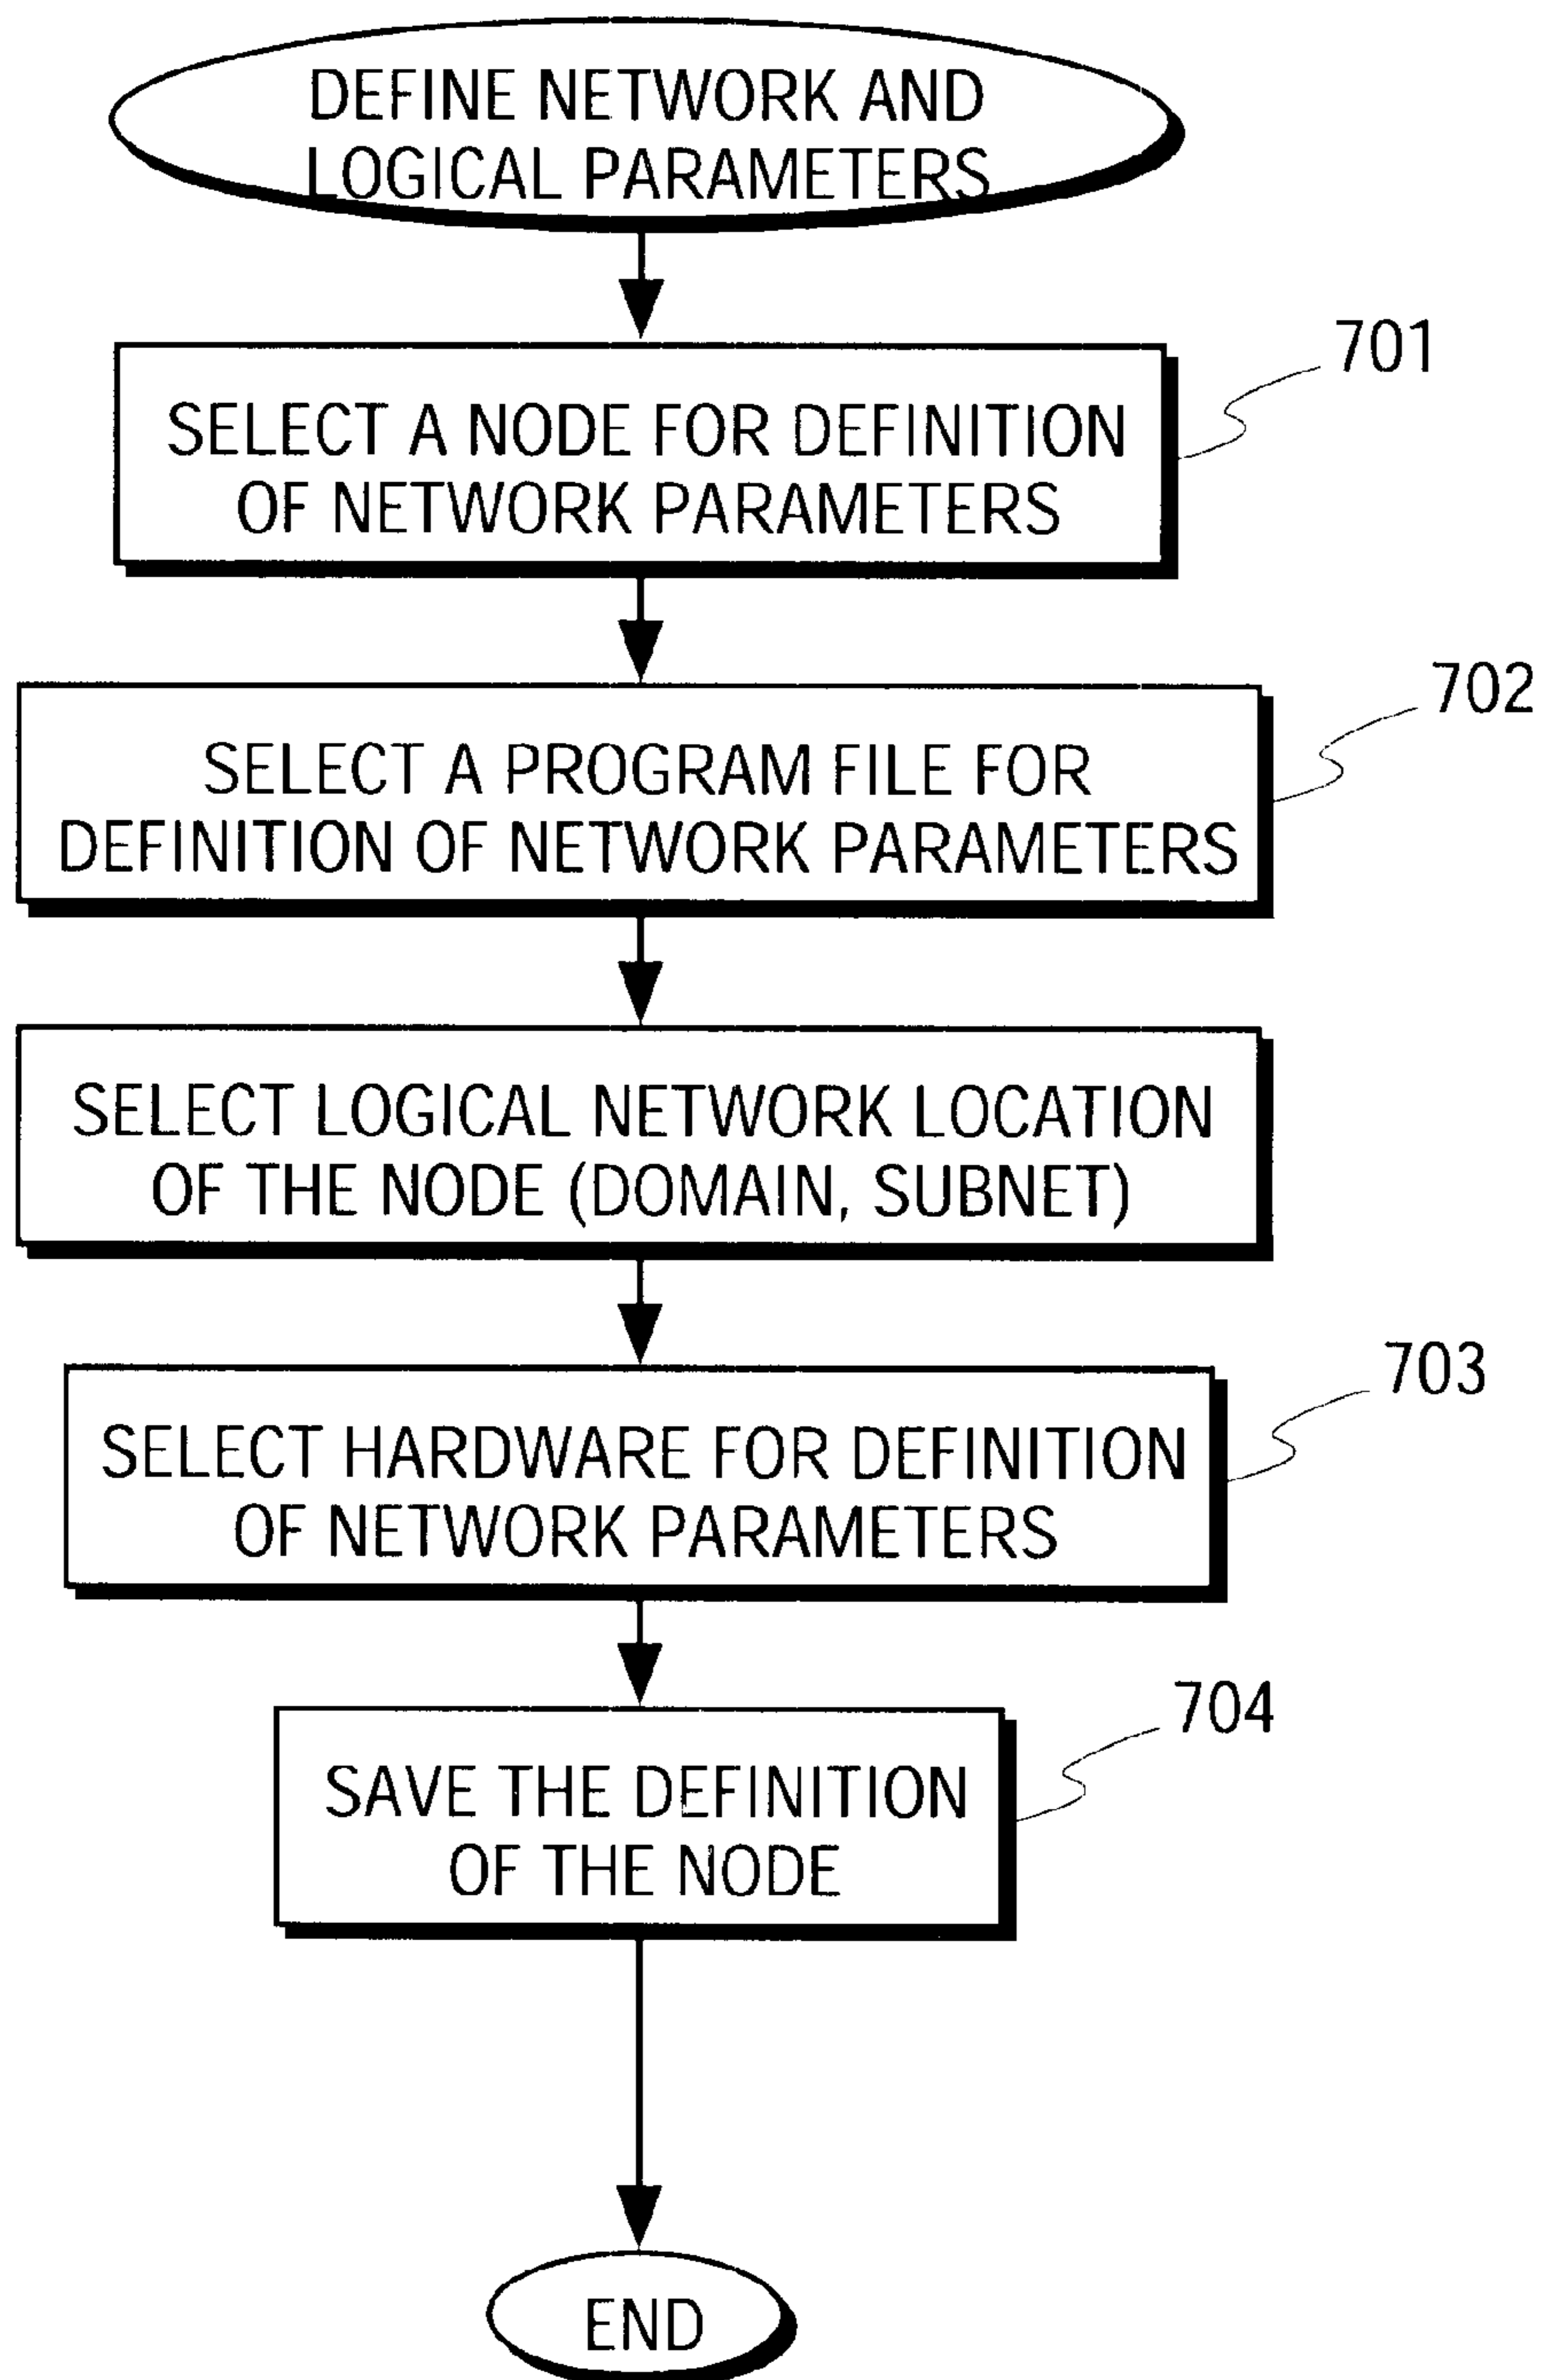 DEFINE NETWORK AND
LOGICAL PARAMETERS
701
SELECT A NODE FOR DEFINITION
OF NETWORK PARAMETERS
702
SELECT A PROGRAM FILE FOR
DEFINITION OF NETWORK PARAMETERS
SELECT LOGICAL NETWORK LOCATION
OF THE NODE (DOMAIN, SUBNET)
703
SELECT HARDWARE FOR DEFINITION
OF NETWORK PARAMETERS
704
SAVE THE DEFINITION
OF THE NODE
END